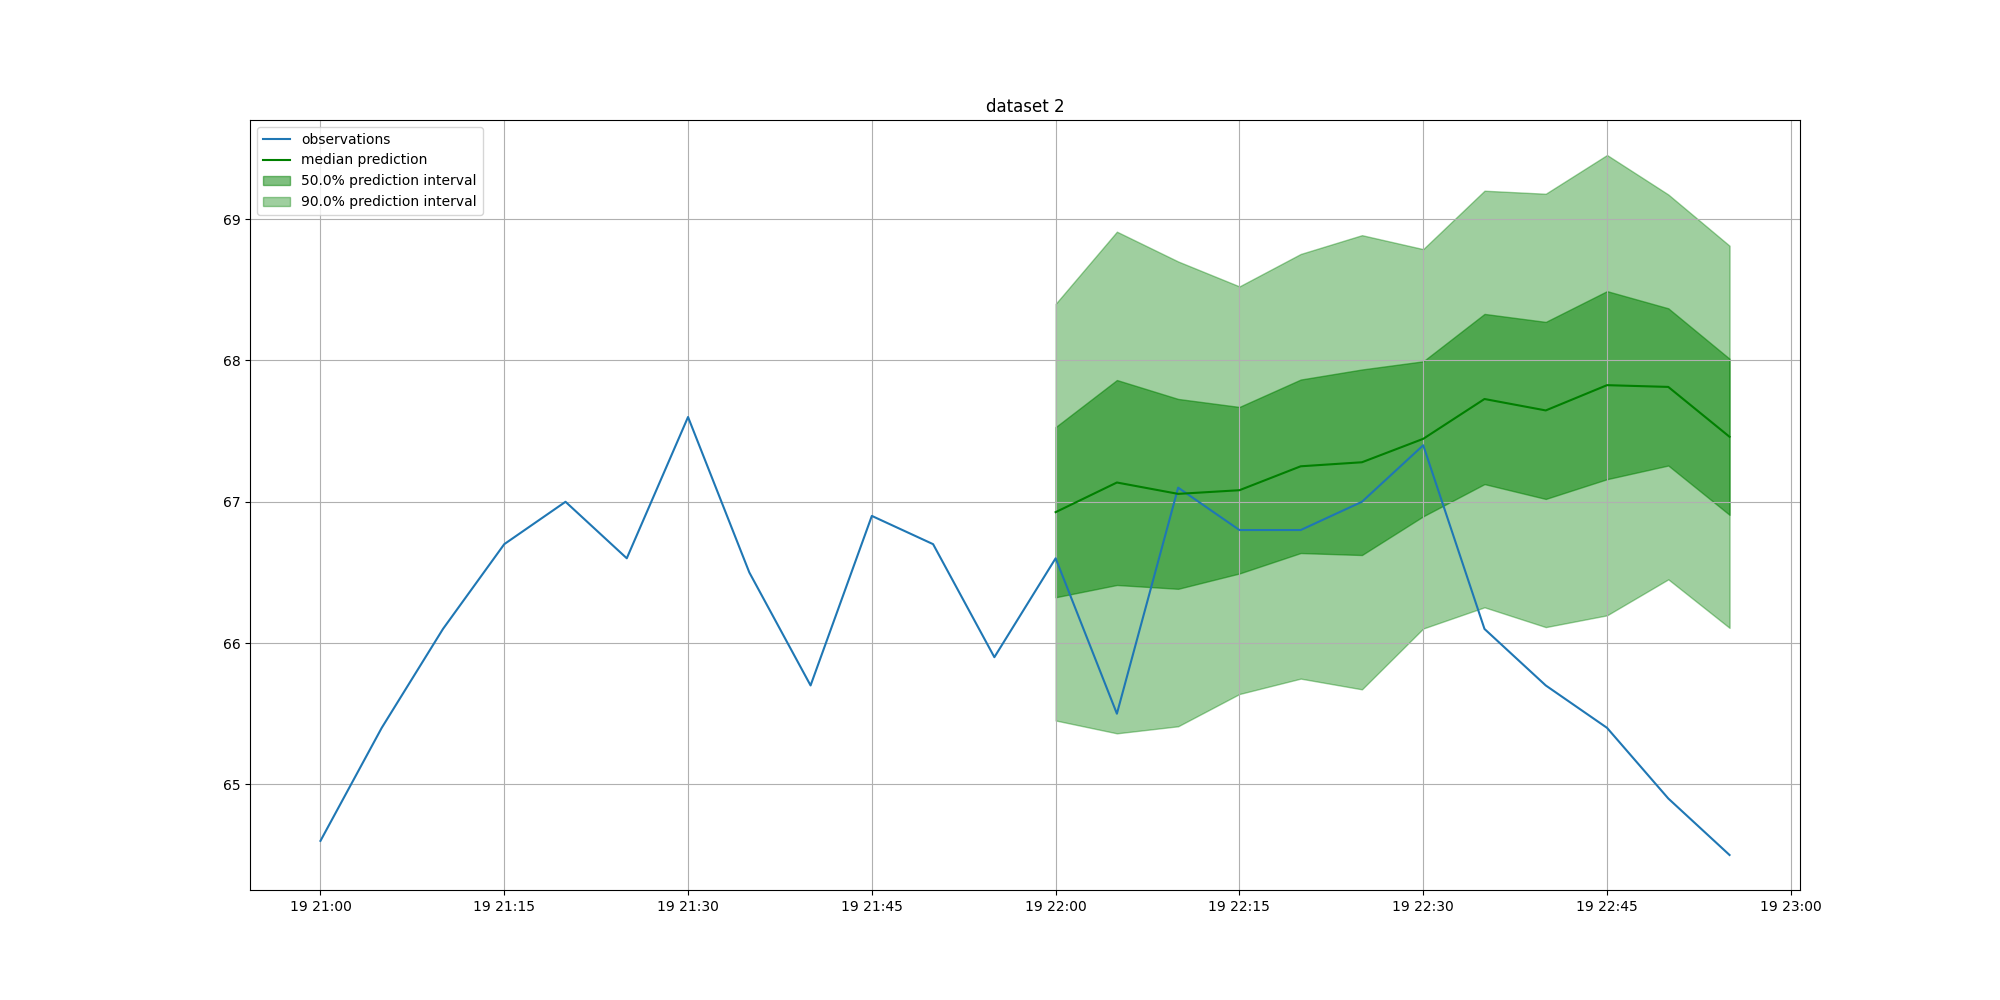 dataset 2
observations
median prediction
50.0% prediction interval
90.0% prediction interval
69
68
67
66
65
19 21:00 19 21:15 19 21:30 19 21:45 19 22:00 19 22:15 19 22:30 19 22:45 19 23:00